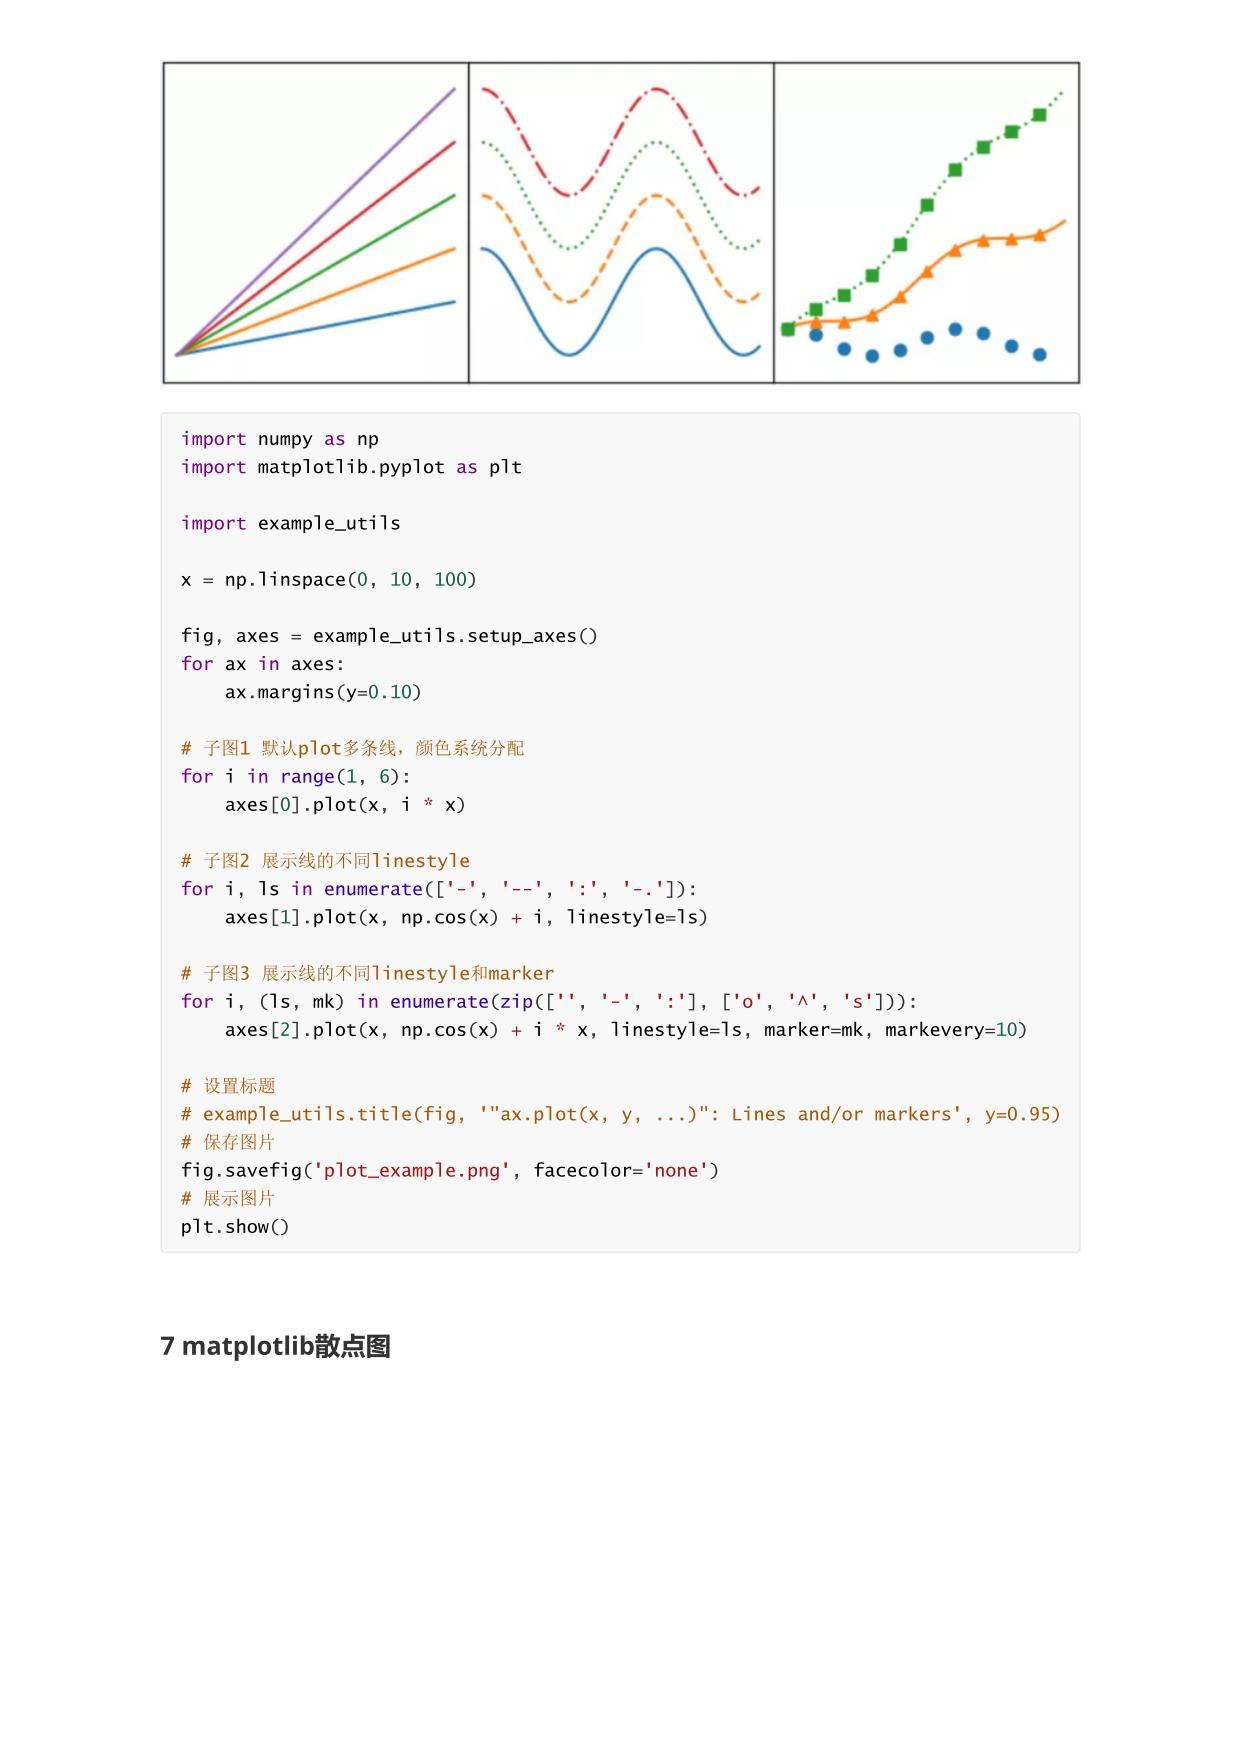 import numpy as np
import matplotlib.pyplot as plt
import example_utils
x = np.linspace(0, 10, 100)
fig, axes = example_utils.setup_axes()
for ax in axes:
    ax.margins(y=0.10)
# 子图1 默认plot多条线，颜色系统分配
for i in range(1, 6):
    axes[0].plot(x, i * x)
# 子图2 展示线的不同linestyle
for i, ls in enumerate(['-', '--', ':', '-.']):
    axes[1].plot(x, np.cos(x) + i, linestyle=ls)
# 子图3 展示线的不同linestyle和marker
for i, (ls, mk) in enumerate(zip(['', '-', ':'], ['o', '^', 's'])):
    axes[2].plot(x, np.cos(x) + i * x, linestyle=ls, marker=mk, markevery=10)
# 设置标题
# example_utils.title(fig, '"ax.plot(x, y, ...)": Lines and/or markers', y=0.95)
# 保存图片
fig.savefig('plot_example.png', facecolor='none')
# 展示图片
plt.show()
7 matplotlib散点图